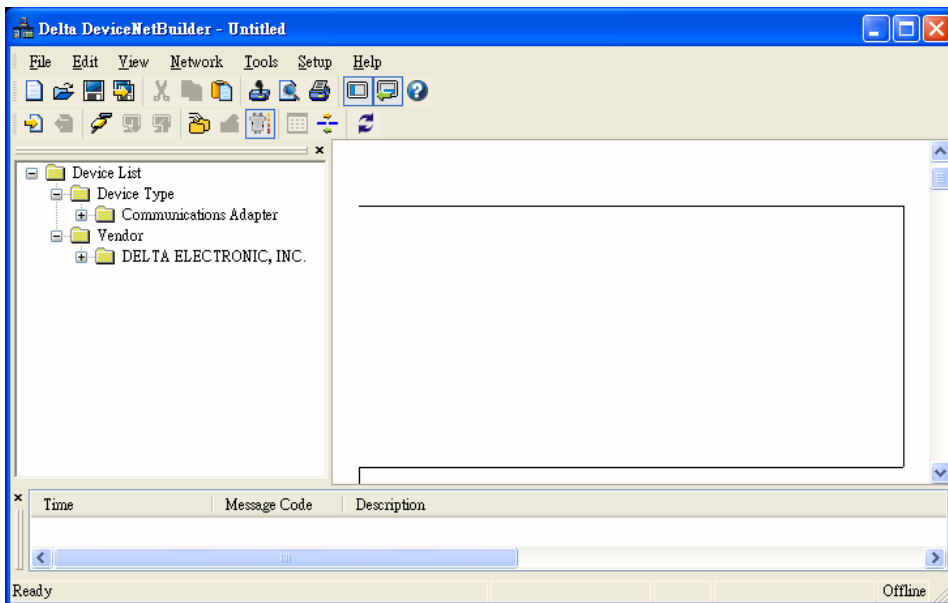 Delta DeviceNetBuilder - Untitled
File Edit View Network Tools Setup Help
Device List
Device Type
Communications Adapter
Vendor
DELTA ELECTRONIC, INC.
Time Message Code Description
Ready Offline